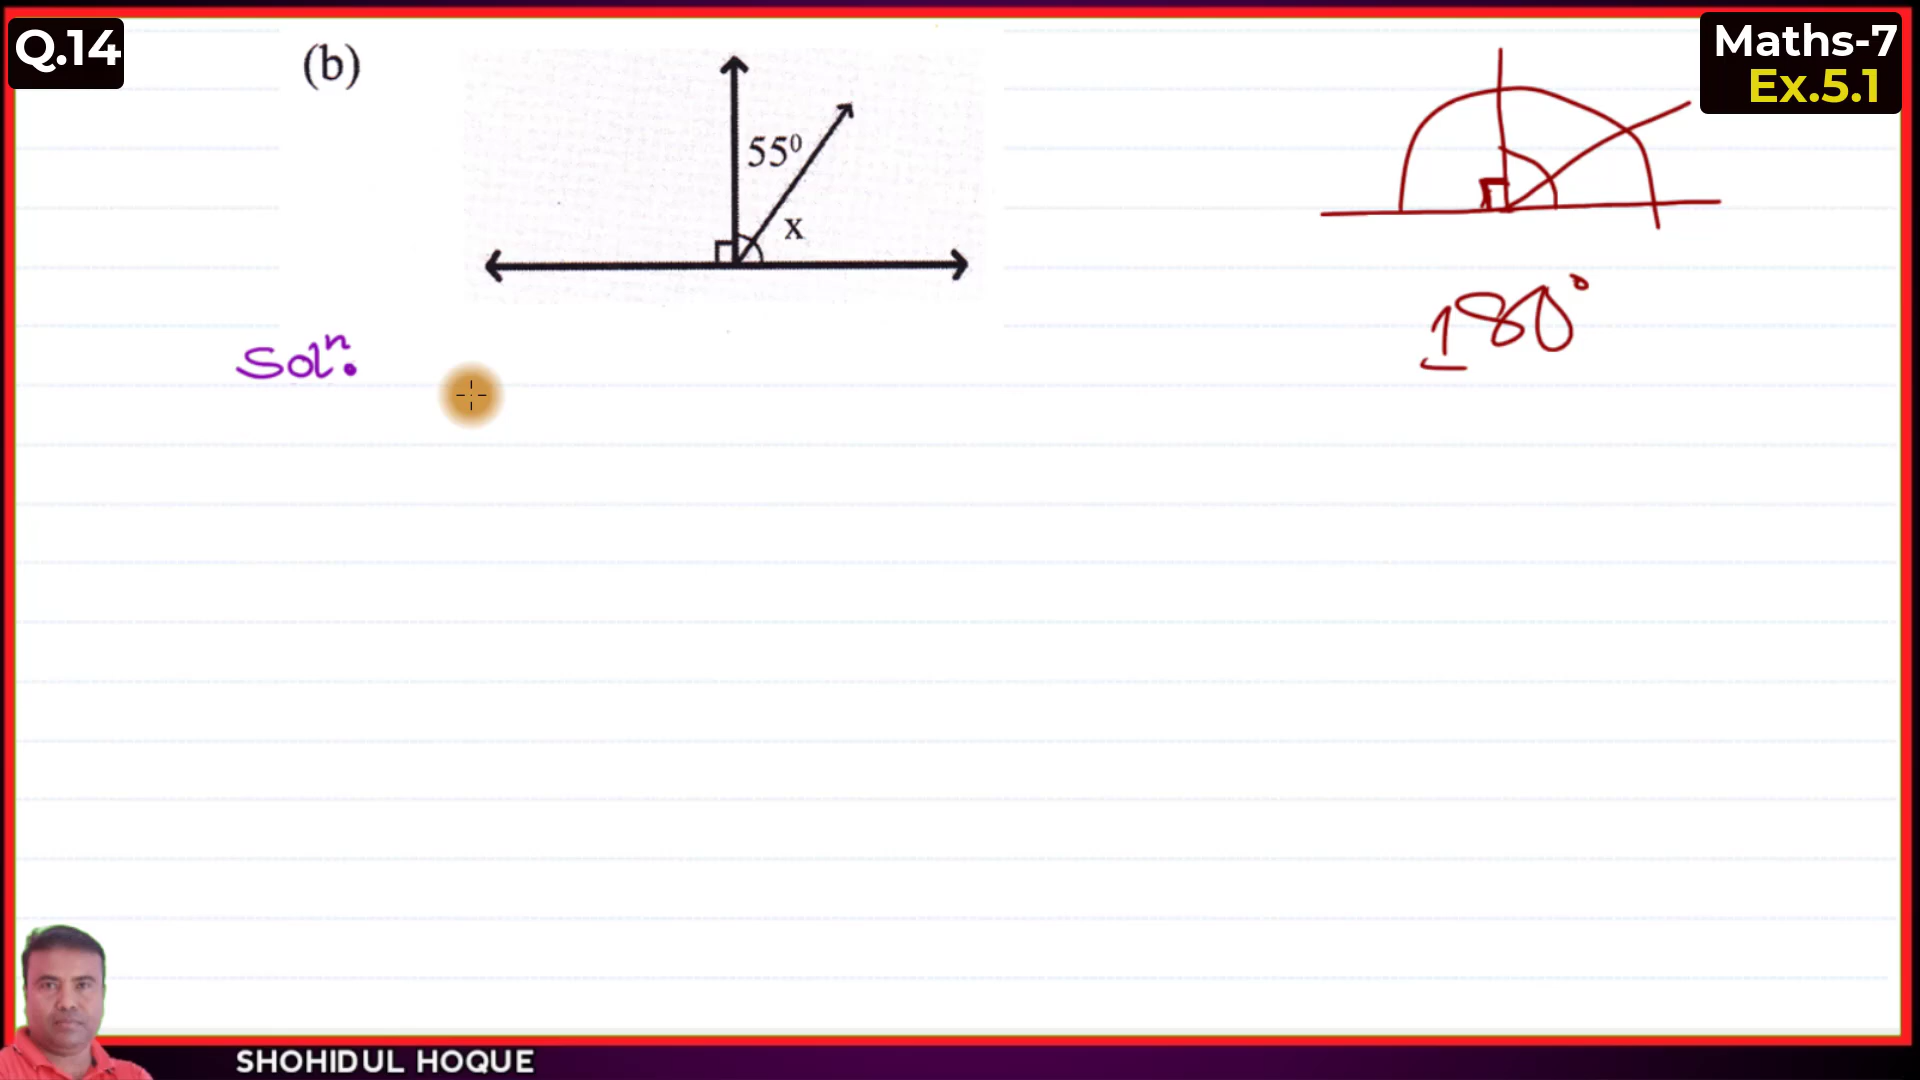 Q.14
(b)
Maths-7
Ex.5.1
55⁰
x
180°
Solⁿ.
SHOHIDUL HOQUE